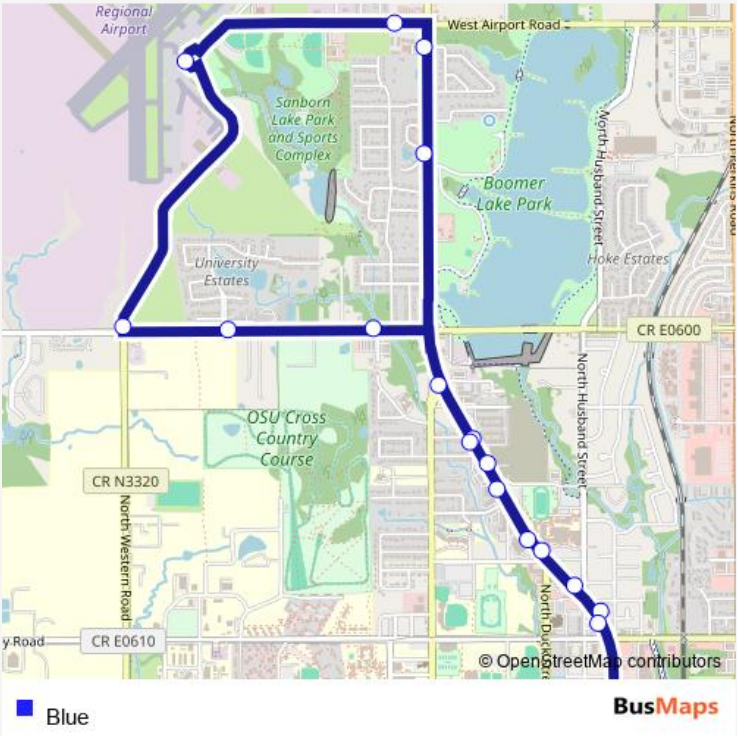 Regional
Airport
West Airport Road
Sanborn
Lake Park
and Sports
Complex
North Husband Street
Boomer
Lake Park
University
Estates
Hoke Estates
CR E0600
North Husband Street
OSU Cross
Country
Course
CR N3320
North Western Road
y Road
CR E0610
© OpenStreetMap contributors
Blue
BusMaps